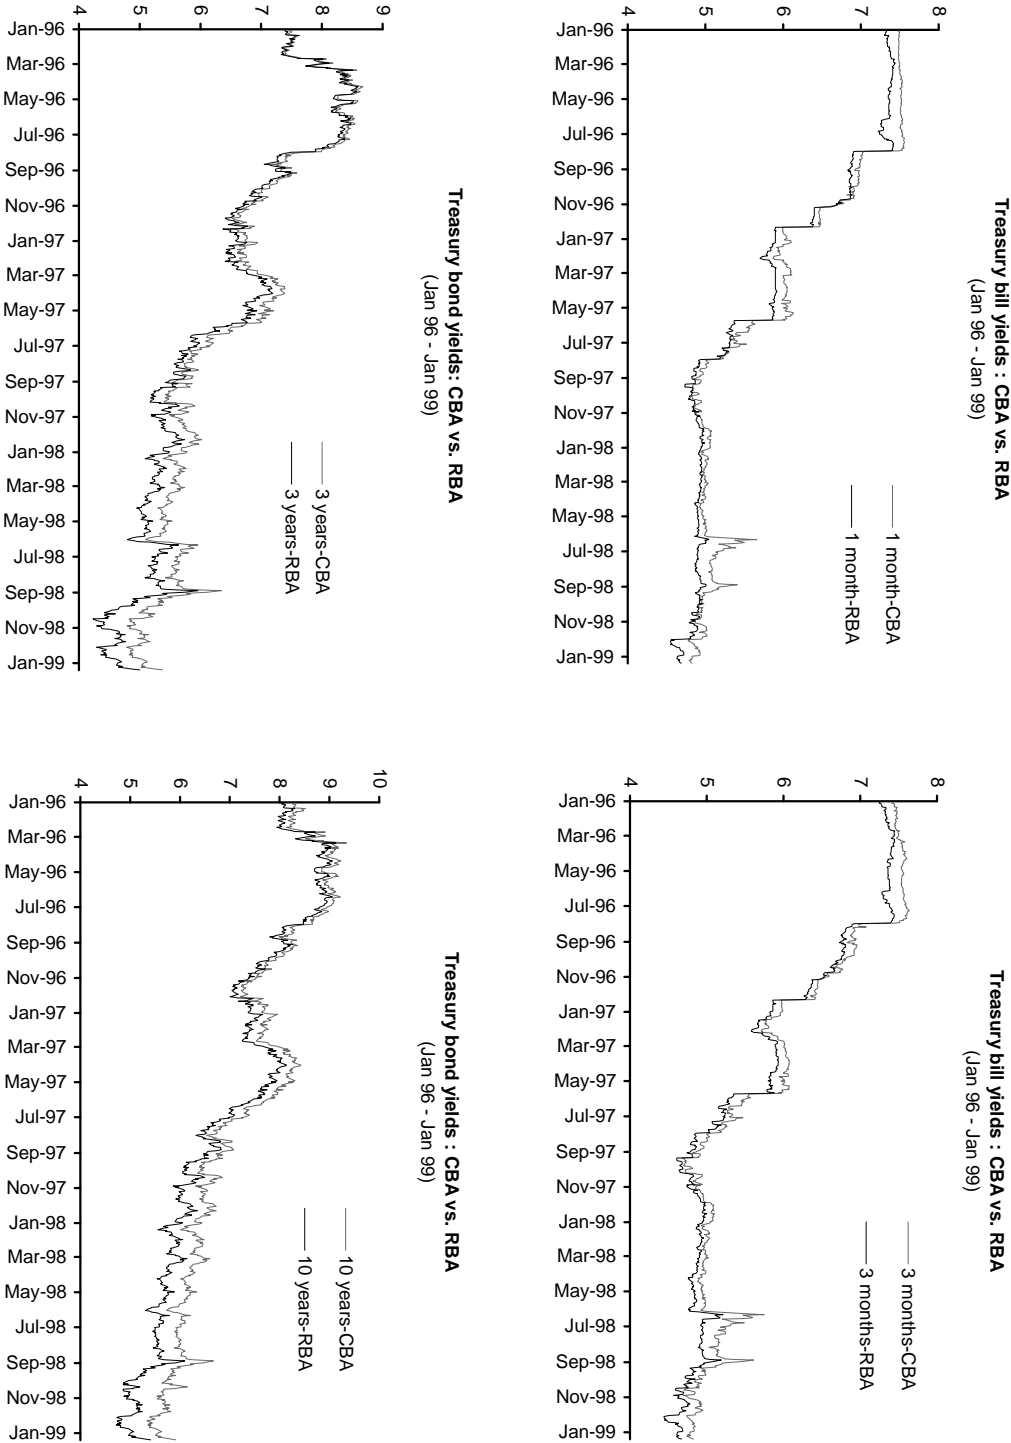 Treasury bill yields : CBA vs. RBA
(Jan 96 - Jan 99)
8
7
6
5
4
1 month-CBA
1 month-RBA
Jan-96
Mar-96
May-96
Jul-96
Sep-96
Nov-96
Jan-97
Mar-97
May-97
Jul-97
Sep-97
Nov-97
Jan-98
Mar-98
May-98
Jul-98
Sep-98
Nov-98
Jan-99
Treasury bill yields : CBA vs. RBA
(Jan 96 - Jan 99)
8
7
6
5
4
3 months-CBA
3 months-RBA
Jan-96
Mar-96
May-96
Jul-96
Sep-96
Nov-96
Jan-97
Mar-97
May-97
Jul-97
Sep-97
Nov-97
Jan-98
Mar-98
May-98
Jul-98
Sep-98
Nov-98
Jan-99
Treasury bond yields: CBA vs. RBA
(Jan 96 - Jan 99)
9
8
7
6
5
4
3 years-CBA
3 years-RBA
Jan-96
Mar-96
May-96
Jul-96
Sep-96
Nov-96
Jan-97
Mar-97
May-97
Jul-97
Sep-97
Nov-97
Jan-98
Mar-98
May-98
Jul-98
Sep-98
Nov-98
Jan-99
Treasury bond yields : CBA vs. RBA
(Jan 96 - Jan 99)
10
9
8
7
6
5
4
10 years-CBA
10 years-RBA
Jan-96
Mar-96
May-96
Jul-96
Sep-96
Nov-96
Jan-97
Mar-97
May-97
Jul-97
Sep-97
Nov-97
Jan-98
Mar-98
May-98
Jul-98
Sep-98
Nov-98
Jan-99